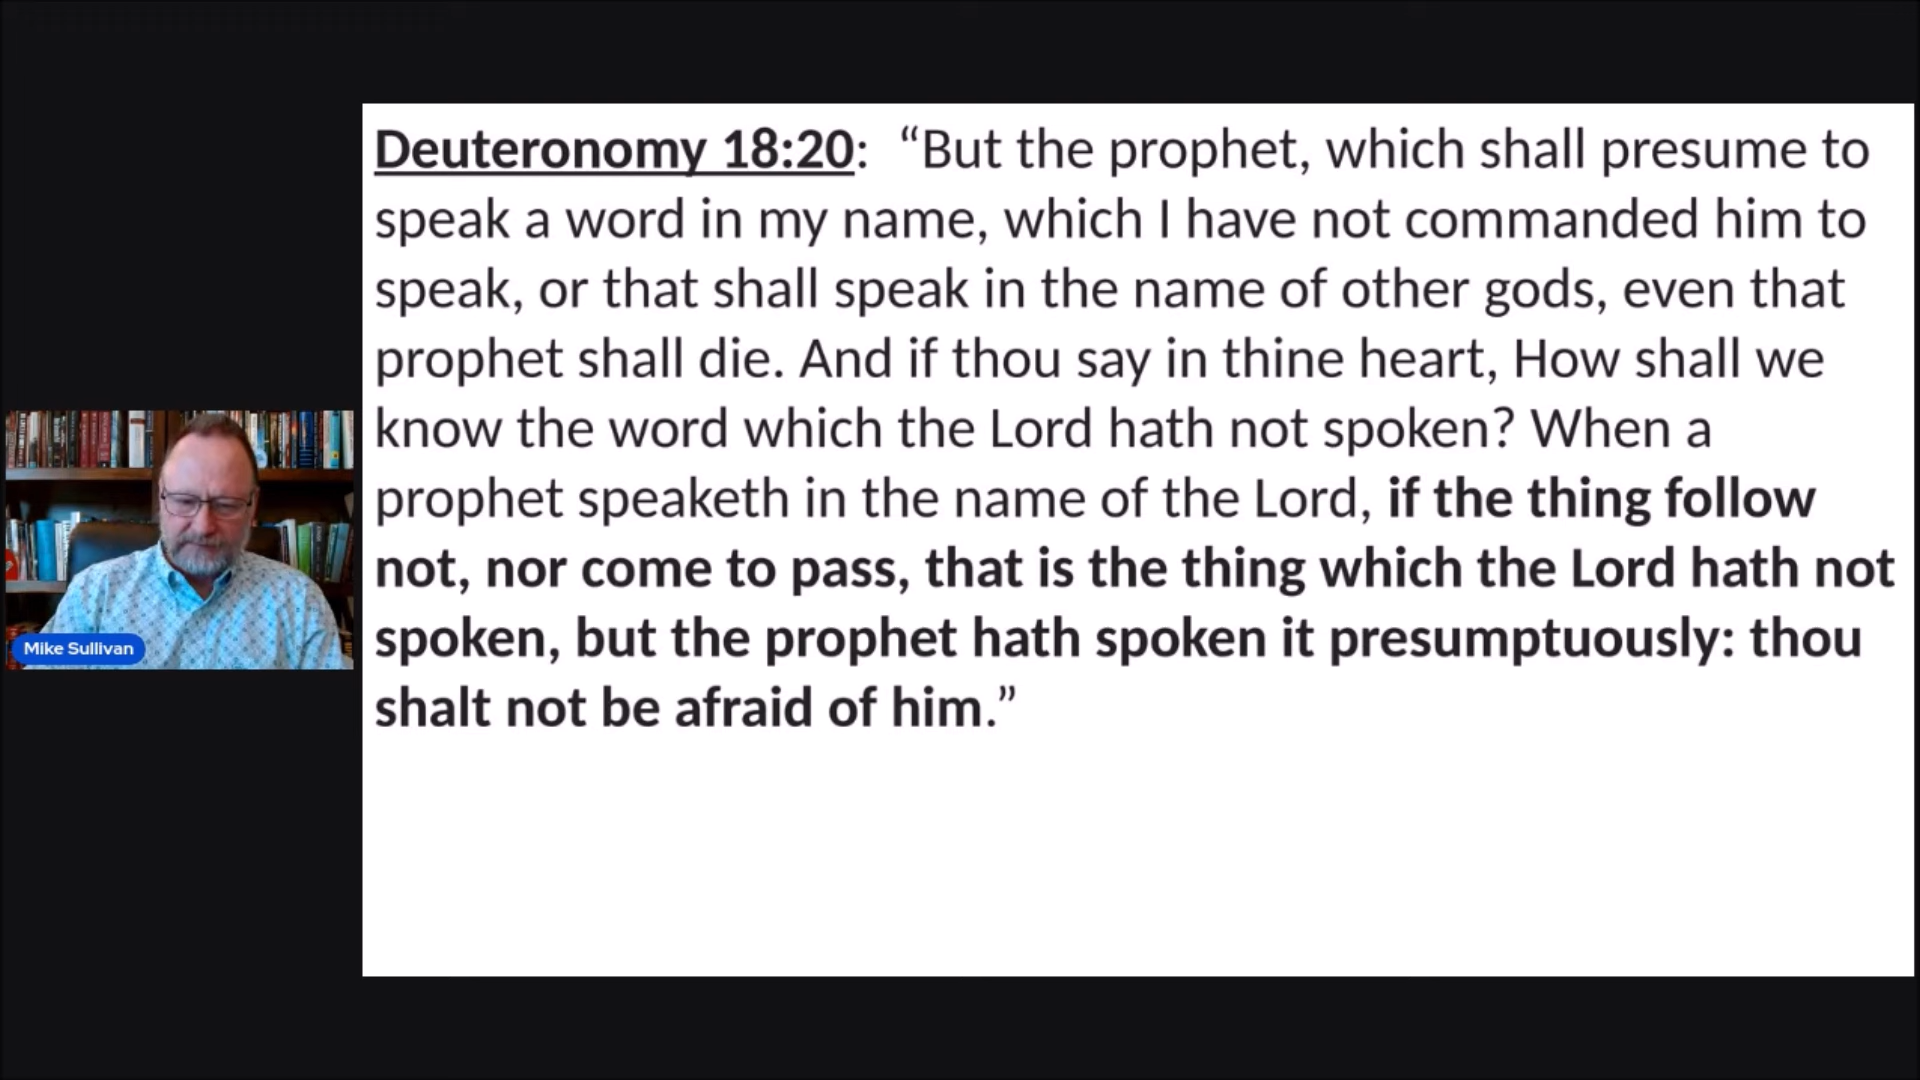 Deuteronomy 18:20: “But the prophet, which shall presume to
speak a word in my name, which I have not commanded him to
speak, or that shall speak in the name of other gods, even that
prophet shall die. And if thou say in thine heart, How shall we
know the word which the Lord hath not spoken? When a
prophet speaketh in the name of the Lord, if the thing follow
not, nor come to pass, that is the thing which the Lord hath not
spoken, but the prophet hath spoken it presumptuously: thou
shalt not be afraid of him.”
Mike Sullivan